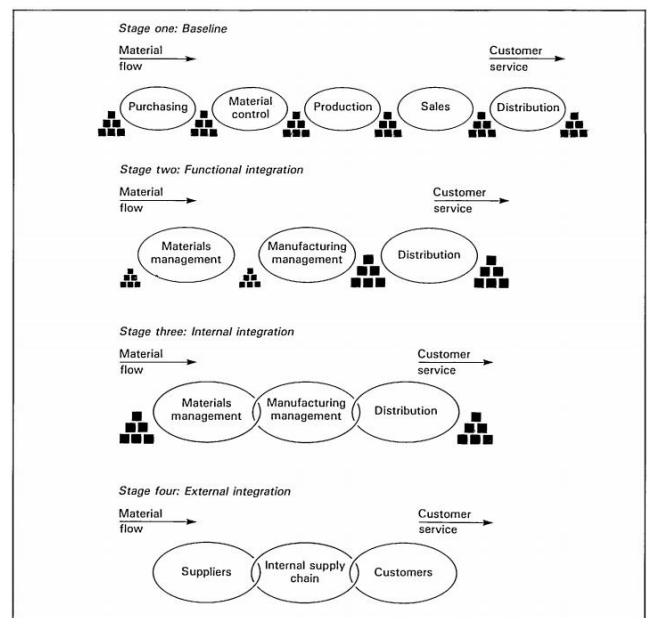 Stage one: Baseline
Material
flow
Customer
service
Purchasing
Material
control
Production
Sales
Distribution
Stage two: Functional integration
Material
flow
Customer
service
Materials
management
Manufacturing
management
Distribution
Stage three: Internal integration
Material
flow
Customer
service
Materials
management
Manufacturing
management
Distribution
Stage four: External integration
Material
flow
Customer
service
Suppliers
Internal supply
chain
Customers